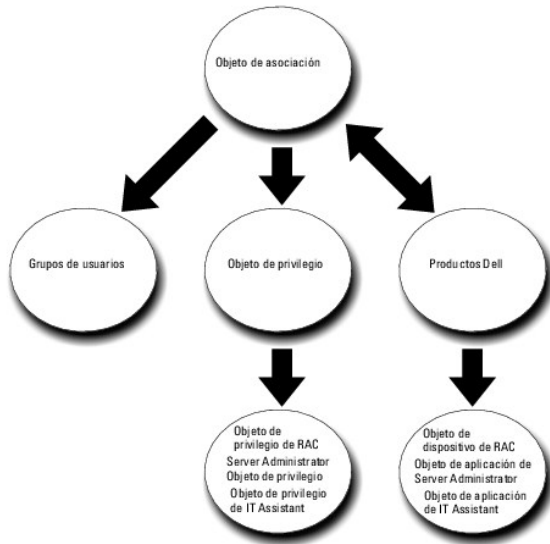 Objeto de asociación
Grupos de usuarios
Objeto de privilegio
Productos Dell
Objeto de
privilegio de RAC
Server Administrator
Objeto de privilegio
Objeto de privilegio
de IT Assistant
Objeto de
dispositivo de RAC
Objeto de aplicación de
Server Administrator
Objeto de aplicación
de IT Assistant